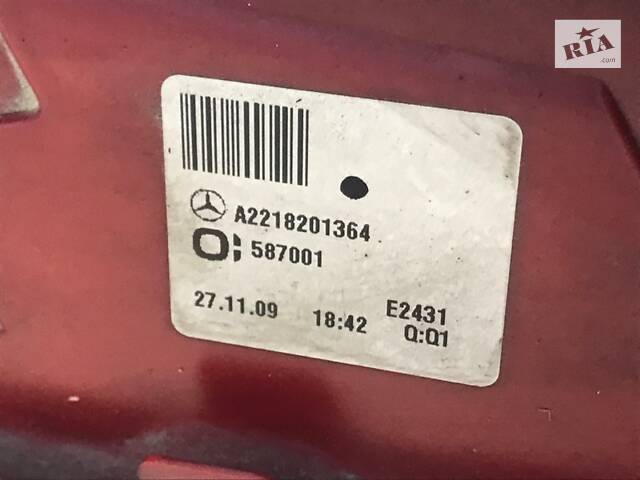 RIA
.com
A2218201364
O; 587001
27.11.09 18:42 E2431
Q:Q1